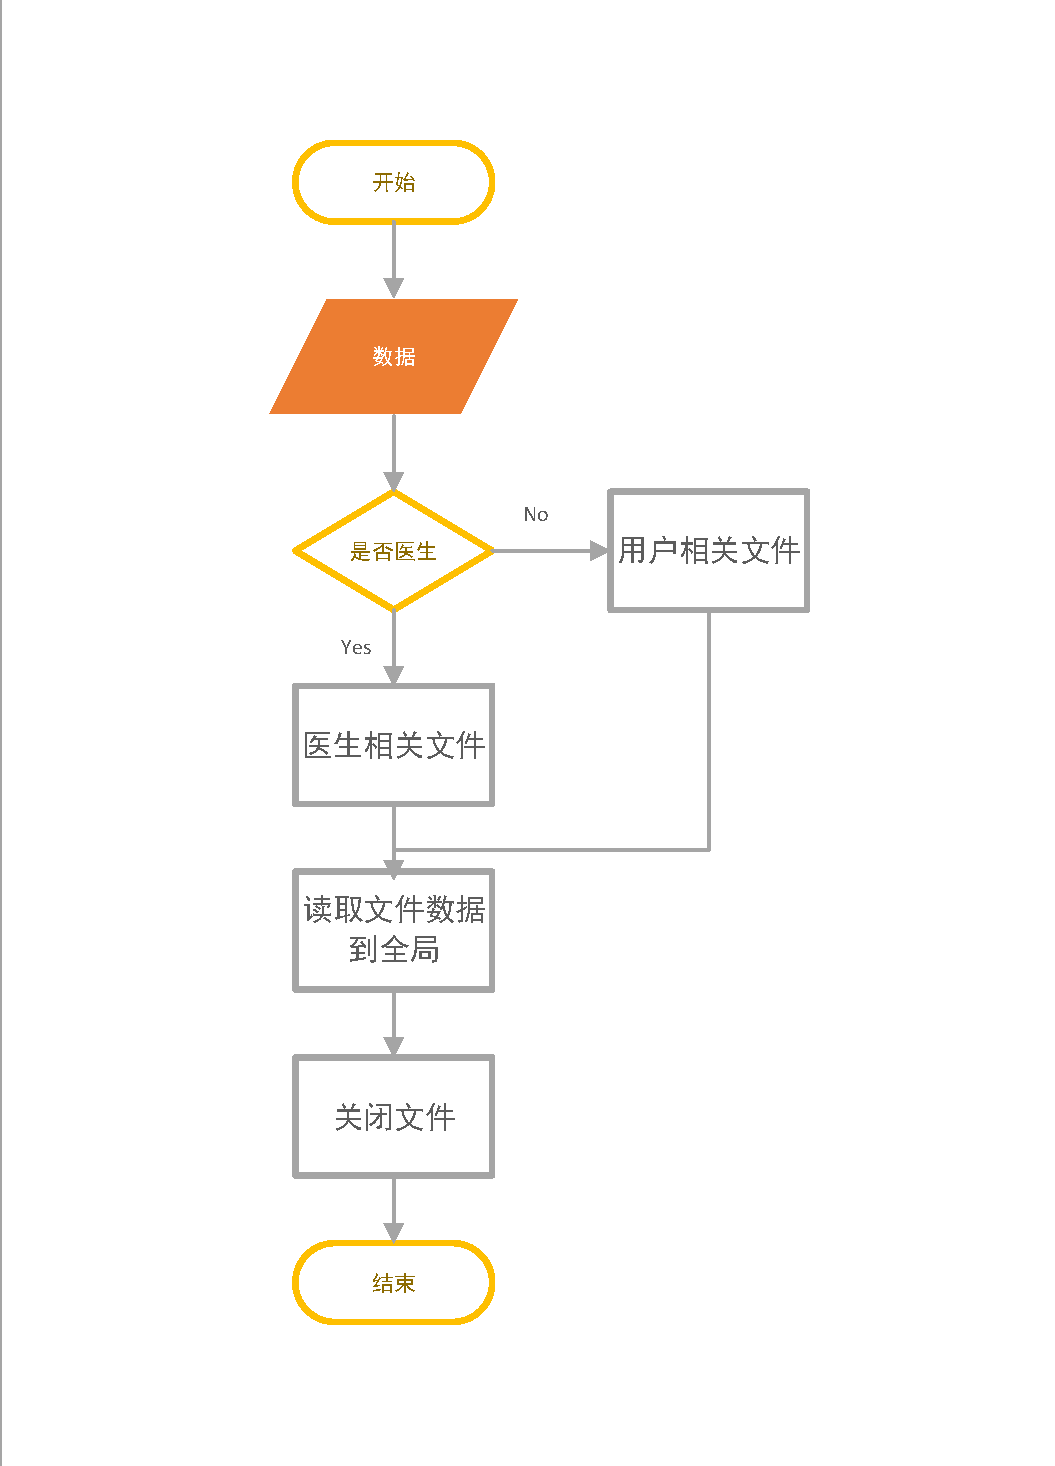 开始
数据
是否医生
No
用户相关文件
Yes
医生相关文件
读取文件数据
到全局
关闭文件
结束